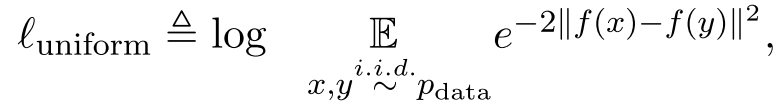 ℓ_uniform ≜ log 𝔼_{x,y i.i.d.∼ p_data} e^{−2‖f(x)−f(y)‖²},